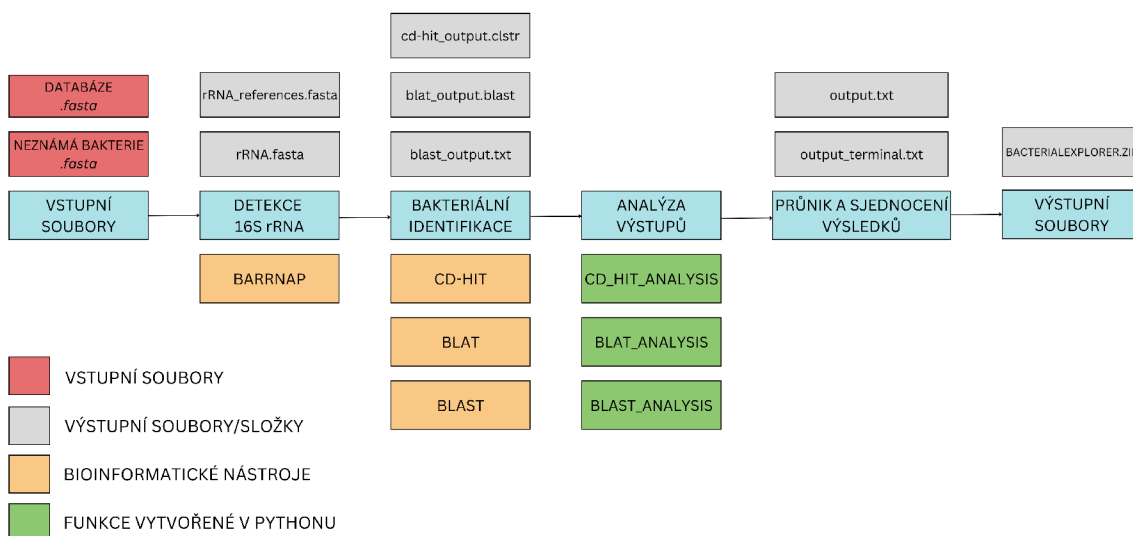 cd-hit_output.clstr
DATABÁZE
.fasta
rRNA_references.fasta
blat_output.blast
output.txt
NEZNÁMÁ BAKTERIE
.fasta
rRNA.fasta
blast_output.txt
output_terminal.txt
BACTERIALEXPLORER.ZIP
VSTUPNÍ
SOUBORY
DETEKCE
16S rRNA
BAKTERIÁLNÍ
IDENTIFIKACE
ANALÝZA
VÝSTUPŮ
PRŮNIK A SJEDNOCENÍ
VÝSLEDKŮ
VÝSTUPNÍ
SOUBORY
BARRNAP
CD-HIT
CD_HIT_ANALYSIS
BLAT
BLAT_ANALYSIS
BLAST
BLAST_ANALYSIS
VSTUPNÍ SOUBORY
VÝSTUPNÍ SOUBORY/SLOŽKY
BIOINFORMATICKÉ NÁSTROJE
FUNKCE VYTVOŘENÉ V PYTHONU